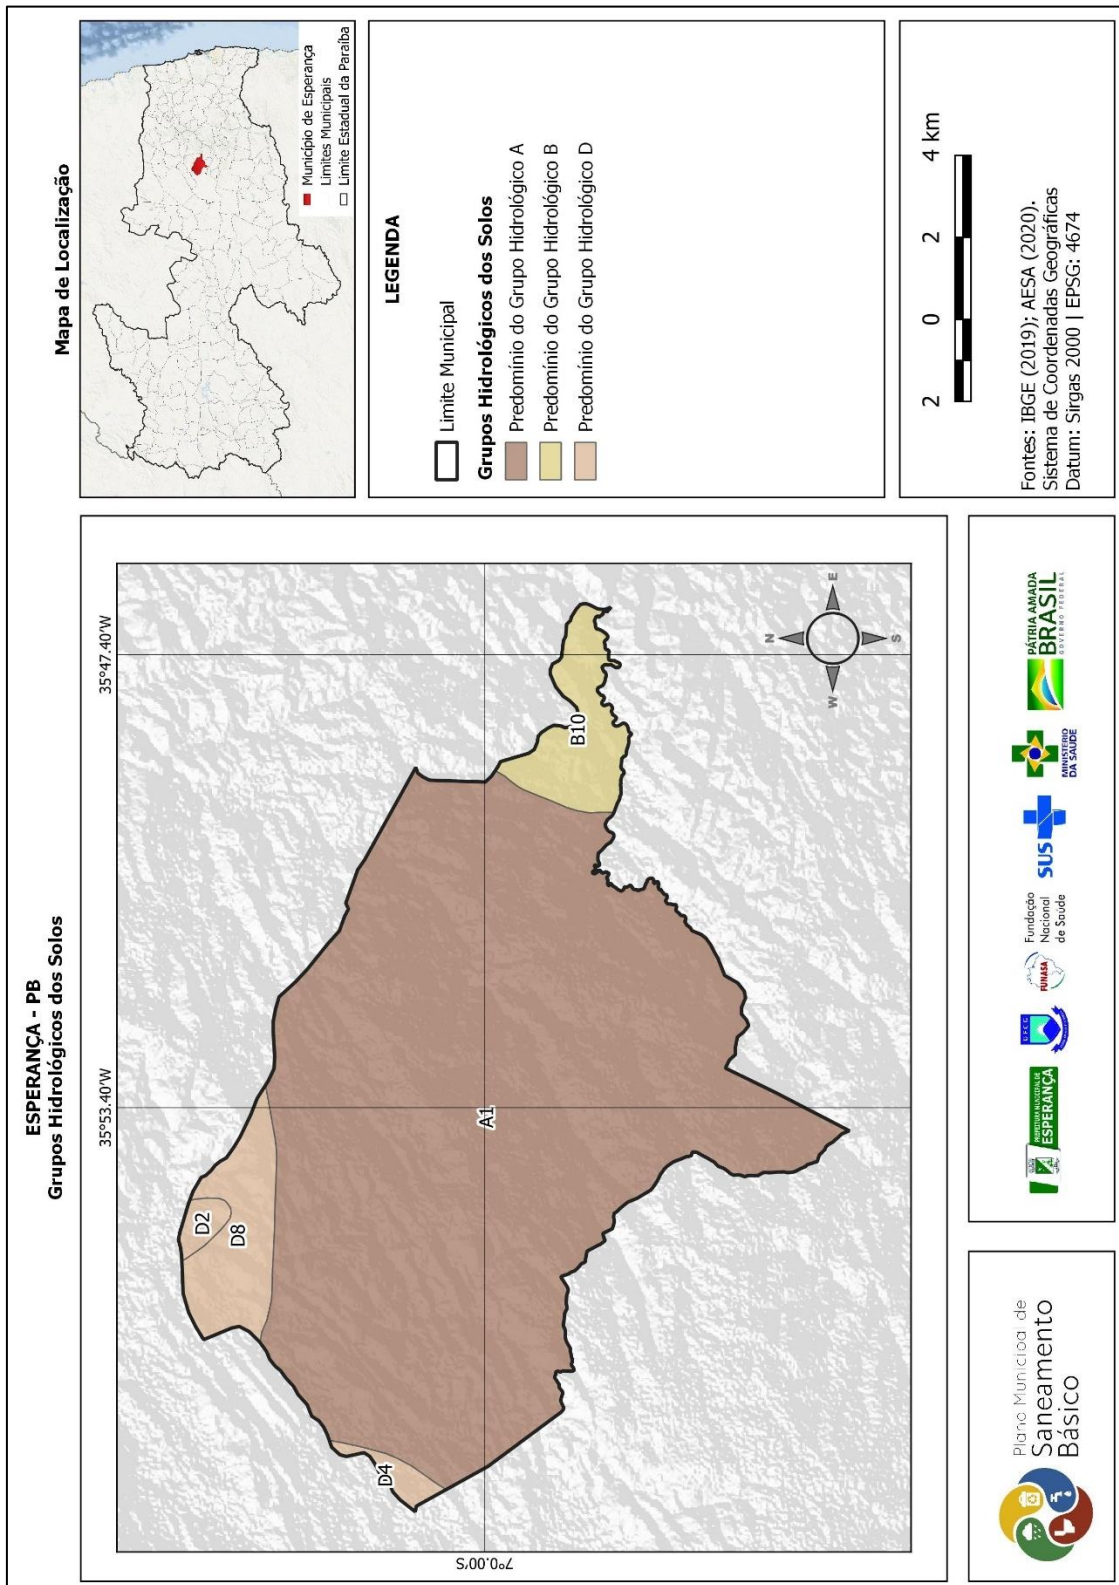 ESPERANÇA - PB
Grupos Hidrológicos dos Solos
35°53.40'W
35°47.40'W
7°0.00'S
D2
D8
D4
A1
B10
N
W
E
S
Mapa de Localização
Município de Esperança
Limites Municipais
Limite Estadual da Paraíba
LEGENDA
Limite Municipal
Grupos Hidrológicos dos Solos
Predomínio do Grupo Hidrológico A
Predomínio do Grupo Hidrológico B
Predomínio do Grupo Hidrológico D
2 0 2 4 km
Fontes: IBGE (2019); AESA (2020).
Sistema de Coordenadas Geográficas
Datum: Sirgas 2000 | EPSG: 4674
Plano Municipal de
Saneamento
Básico
PREFEITURA MUNICIPAL DE
ESPERANÇA
UFCG
FUNASA
Fundação
Nacional
de Saúde
SUS
MINISTÉRIO
DA SAÚDE
PÁTRIA AMADA
BRASIL
GOVERNO FEDERAL